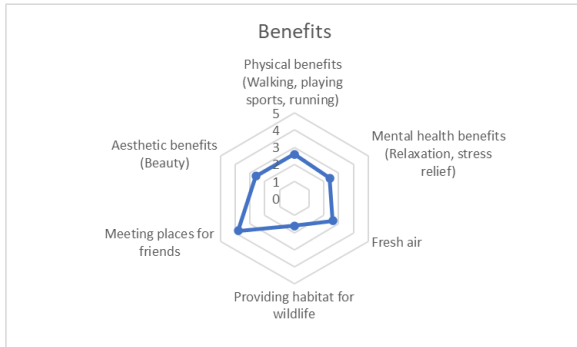 Benefits
Physical benefits
(Walking, playing
sports, running)
5
4
3
2
1
0
Mental health benefits
(Relaxation, stress
relief)
Fresh air
Providing habitat for
wildlife
Meeting places for
friends
Aesthetic benefits
(Beauty)